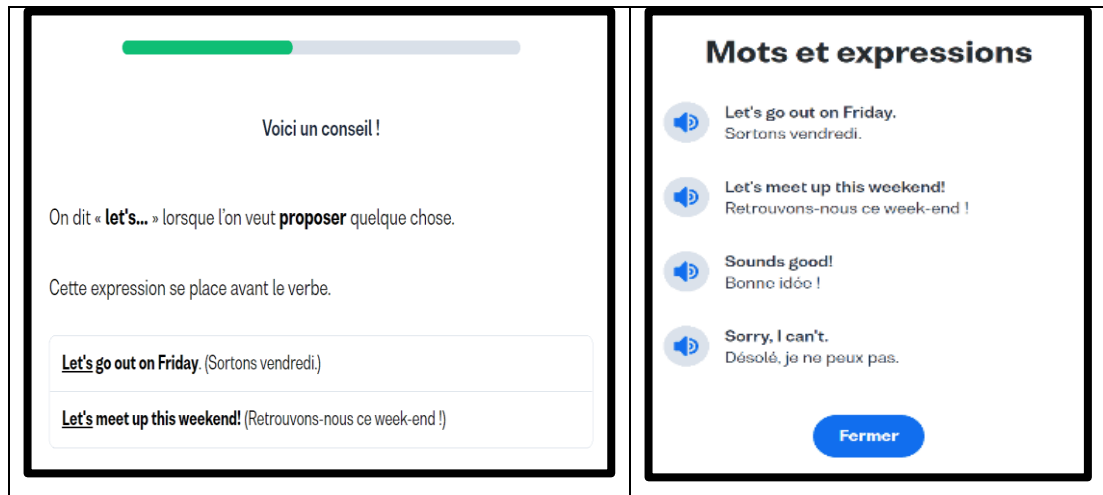 Voici un conseil !
On dit « let's... » lorsque l'on veut proposer quelque chose.
Cette expression se place avant le verbe.
Let's go out on Friday. (Sortons vendredi.)
Let's meet up this weekend! (Retrouvons-nous ce week-end !)
Mots et expressions
Let's go out on Friday.
Sortons vendredi.
Let's meet up this weekend!
Retrouvons-nous ce week-end !
Sounds good!
Bonne idée !
Sorry, I can't.
Désolé, je ne peux pas.
Fermer